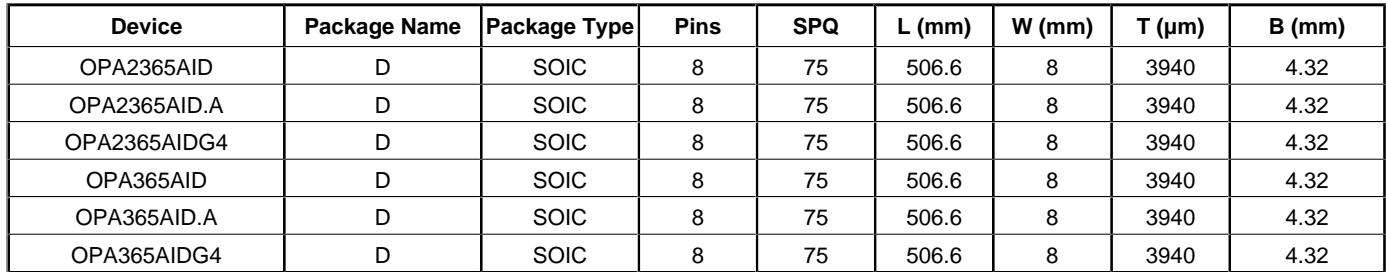 Device Package Name Package Type Pins SPQ L (mm) W (mm) T (µm) B (mm)
OPA2365AID D SOIC 8 75 506.6 8 3940 4.32
OPA2365AID.A D SOIC 8 75 506.6 8 3940 4.32
OPA2365AIDG4 D SOIC 8 75 506.6 8 3940 4.32
OPA365AID D SOIC 8 75 506.6 8 3940 4.32
OPA365AID.A D SOIC 8 75 506.6 8 3940 4.32
OPA365AIDG4 D SOIC 8 75 506.6 8 3940 4.32